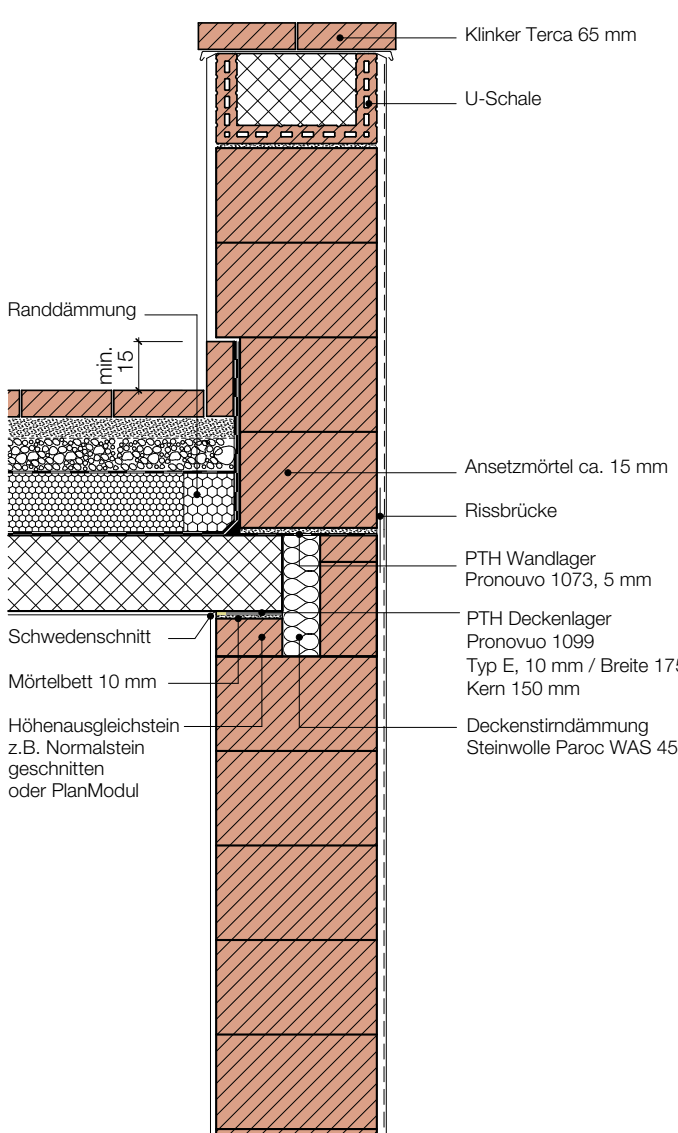 Klinker Terca 65 mm
U-Schale
Randdämmung
min.
15
Ansetzmörtel ca. 15 mm
Rissbrücke
PTH Wandlager
Pronouvo 1073, 5 mm
PTH Deckenlager
Pronovuo 1099
Typ E, 10 mm / Breite 175
Kern 150 mm
Schwedenschnitt
Mörtelbett 10 mm
Höhenausgleichstein
z.B. Normalstein
geschnitten
oder PlanModul
Deckenstirndämmung
Steinwolle Paroc WAS 45